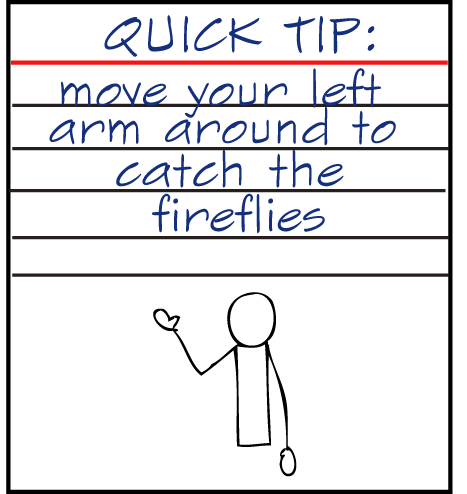 QUICK TIP:
move your left
arm around to
catch the
fireflies